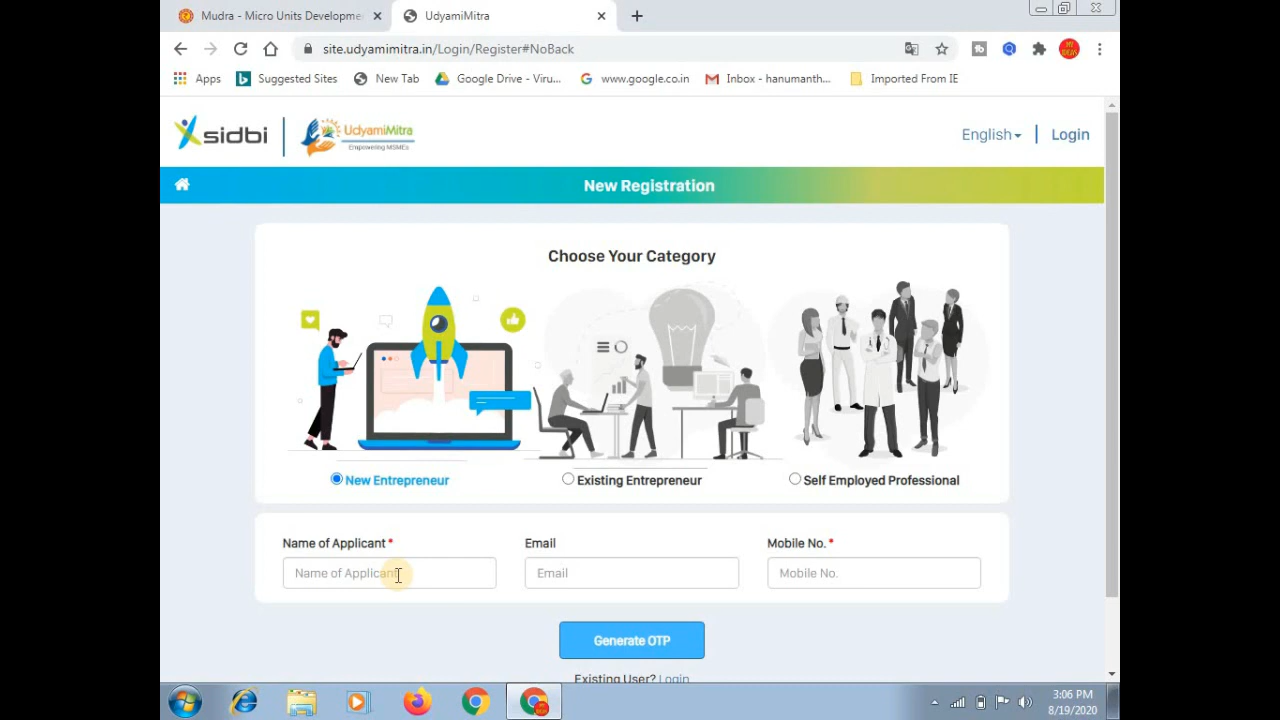 Mudra - Micro Units Developme
UdyamiMitra
site.udyamimitra.in/Login/Register#NoBack
Apps
Suggested Sites
New Tab
Google Drive - Viru...
www.google.co.in
Inbox - hanumanth...
Imported From IE
sidbi
UdyamiMitra
Empowering MSMEs
English
Login
New Registration
Choose Your Category
New Entrepreneur
Existing Entrepreneur
Self Employed Professional
Name of Applicant *
Email
Mobile No. *
Name of Applicant
Email
Mobile No.
Generate OTP
Existing User? Login
3:06 PM
8/19/2020